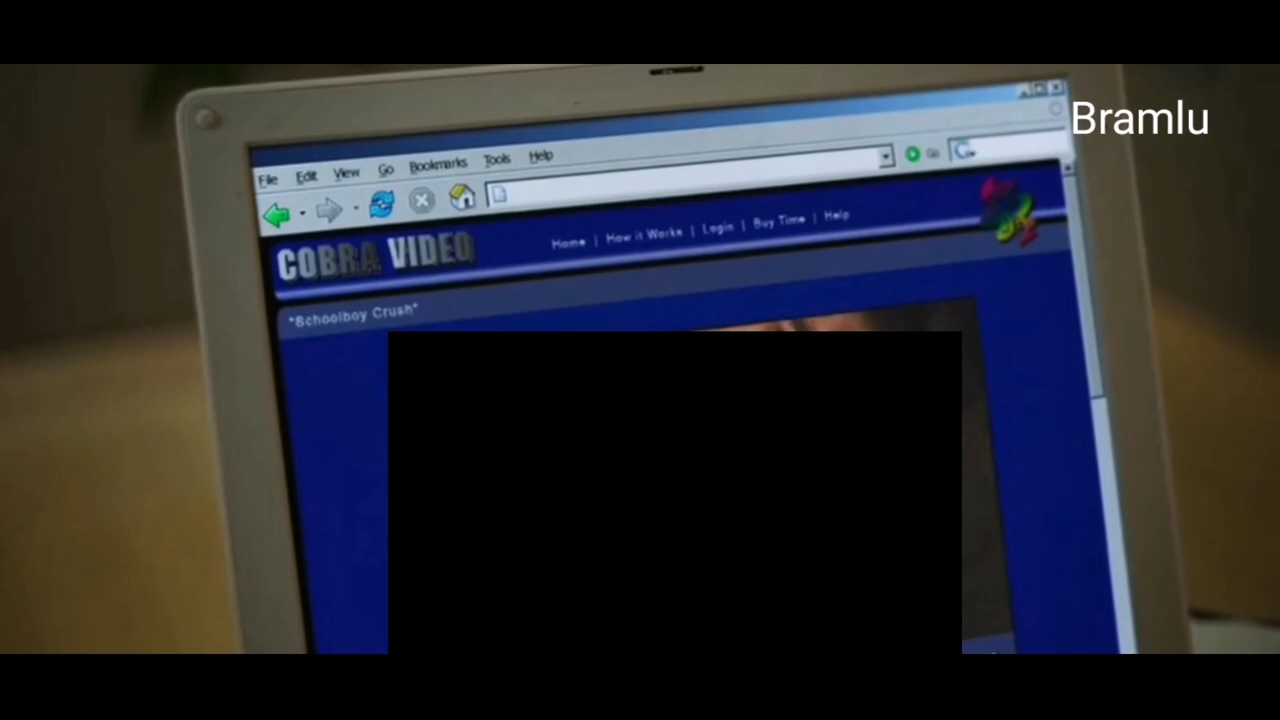 Bramlu
File Edit View Go Bookmarks Tools Help
COBRA VIDEO
Home | How it Works | Login | Buy Time | Help
"Schoolboy Crush"